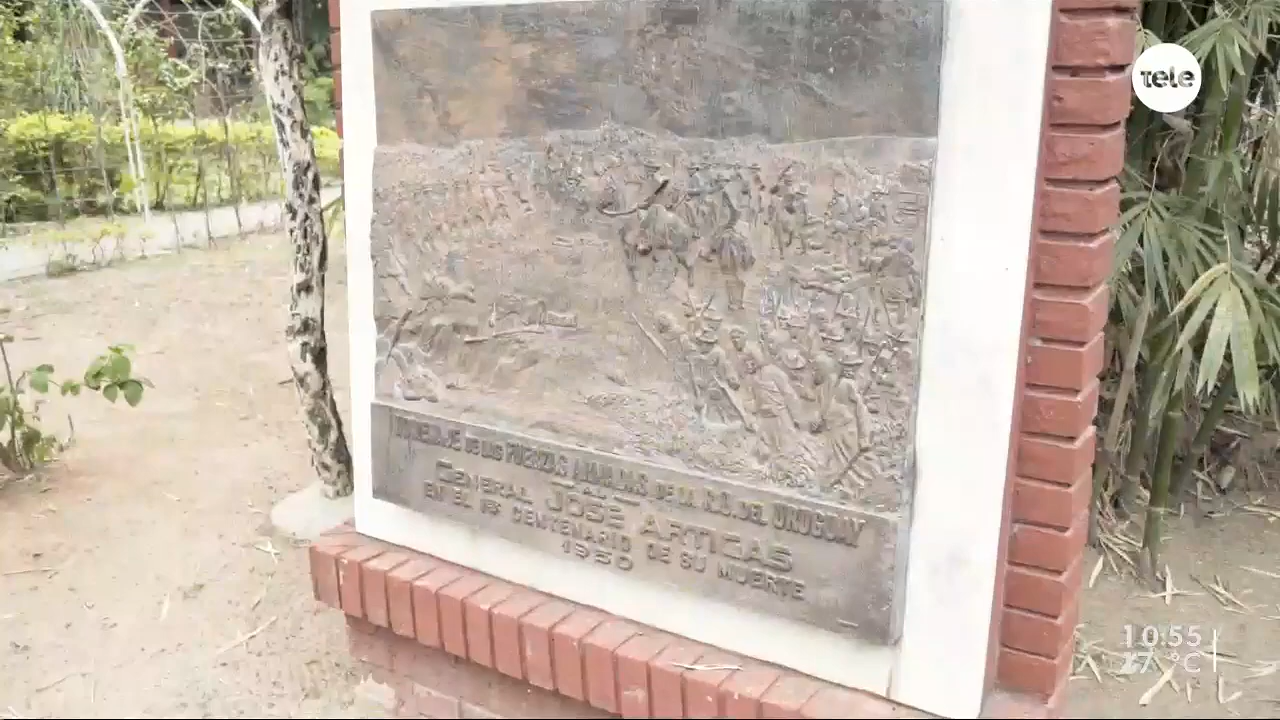 tele
HOMENAJE DE LAS FUERZAS ARMADAS DE LA R.O. DEL URUGUAY
AL
GENERAL JOSE ARTIGAS
EN EL 1ER CENTENARIO DE SU MUERTE
1950
10:55
27 °C